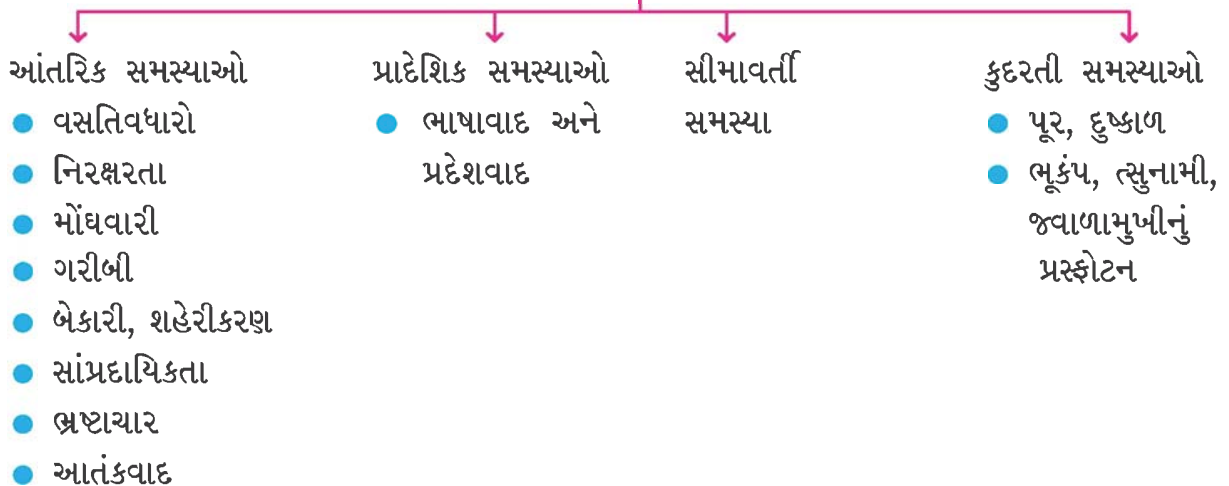 આંતરિક સમસ્યાઓ
વસતિવધારો
નિરક્ષરતા
મોંઘવારી
ગરીબી
બેકારી, શહેરીકરણ
સાંપ્રદાયિકતા
ભ્રષ્ટાચાર
આતંકવાદ
પ્રાદેશિક સમસ્યાઓ
ભાષાવાદ અને
પ્રદેશવાદ
સીમાવર્તી
સમસ્યા
કુદરતી સમસ્યાઓ
પૂર, દુષ્કાળ
ભૂકંપ, ત્સુનામી,
જ્વાળામુખીનું
પ્રસ્ફોટન